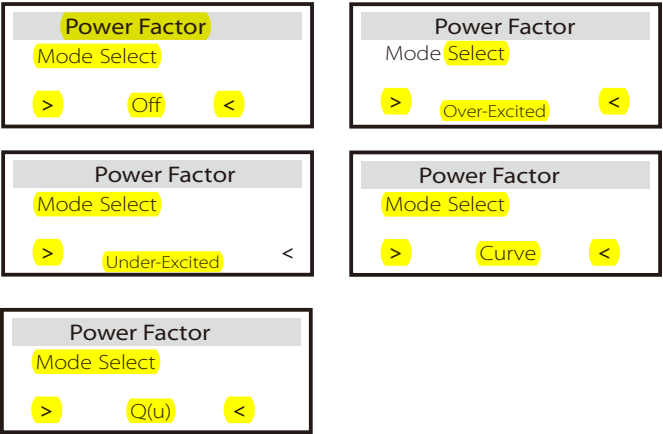 Power Factor
Mode Select
> Off <
Power Factor
Mode Select
> Over-Excited <
Power Factor
Mode Select
> Under-Excited <
Power Factor
Mode Select
> Curve <
Power Factor
Mode Select
> Q(u) <